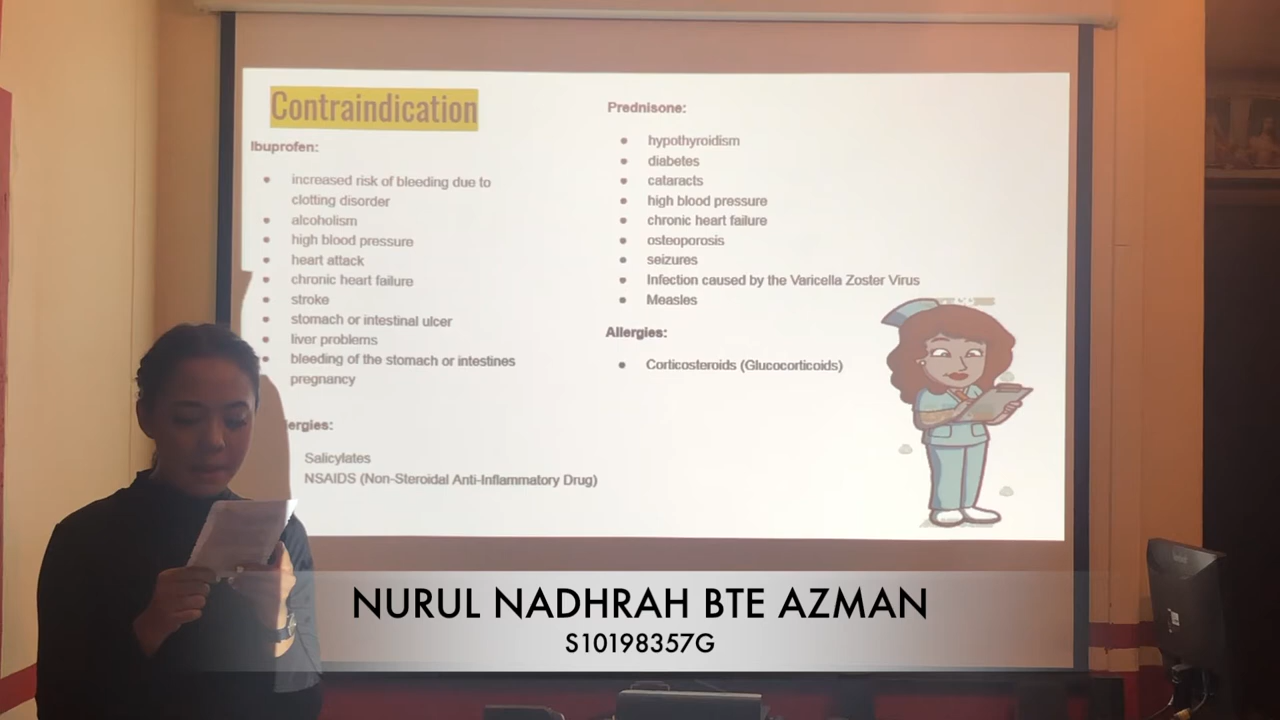 Contraindication
Ibuprofen:
increased risk of bleeding due to
clotting disorder
alcoholism
high blood pressure
heart attack
chronic heart failure
stroke
stomach or intestinal ulcer
liver problems
bleeding of the stomach or intestines
pregnancy
Salicylates
NSAIDS (Non-Steroidal Anti-Inflammatory Drug)
Prednisone:
hypothyroidism
diabetes
cataracts
high blood pressure
chronic heart failure
osteoporosis
seizures
Infection caused by the Varicella Zoster Virus
Measles
Allergies:
Corticosteroids (Glucocorticoids)
NURUL NADHRAH BTE AZMAN
S10198357G